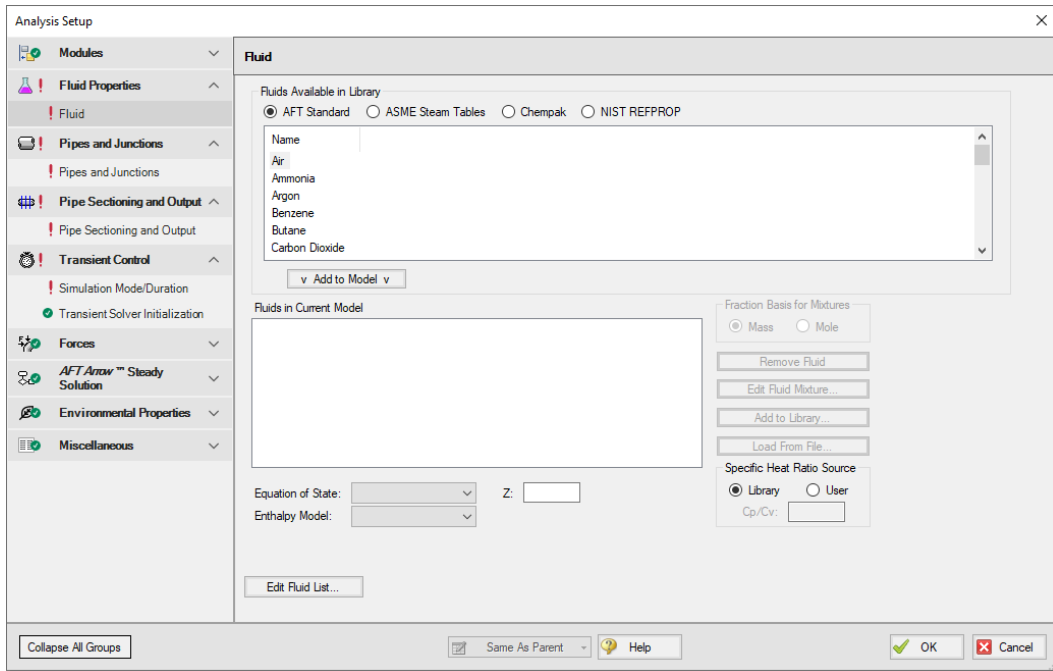 Analysis Setup
Modules
Fluid Properties
Fluid
Pipes and Junctions
Pipes and Junctions
Pipe Sectioning and Output
Pipe Sectioning and Output
Transient Control
Simulation Mode/Duration
Transient Solver Initialization
Forces
AFT Arrow ™ Steady
Solution
Environmental Properties
Miscellaneous
Fluid
Fluids Available in Library
AFT Standard ASME Steam Tables Chempak NIST REFPROP
Name
Air
Ammonia
Argon
Benzene
Butane
Carbon Dioxide
v Add to Model v
Fluids in Current Model
Fraction Basis for Mixtures
Mass Mole
Remove Fluid
Edit Fluid Mixture...
Add to Library...
Load From File...
Specific Heat Ratio Source
Library User
Cp/Cv:
Equation of State: Z:
Enthalpy Model:
Edit Fluid List...
Collapse All Groups Same As Parent Help OK Cancel